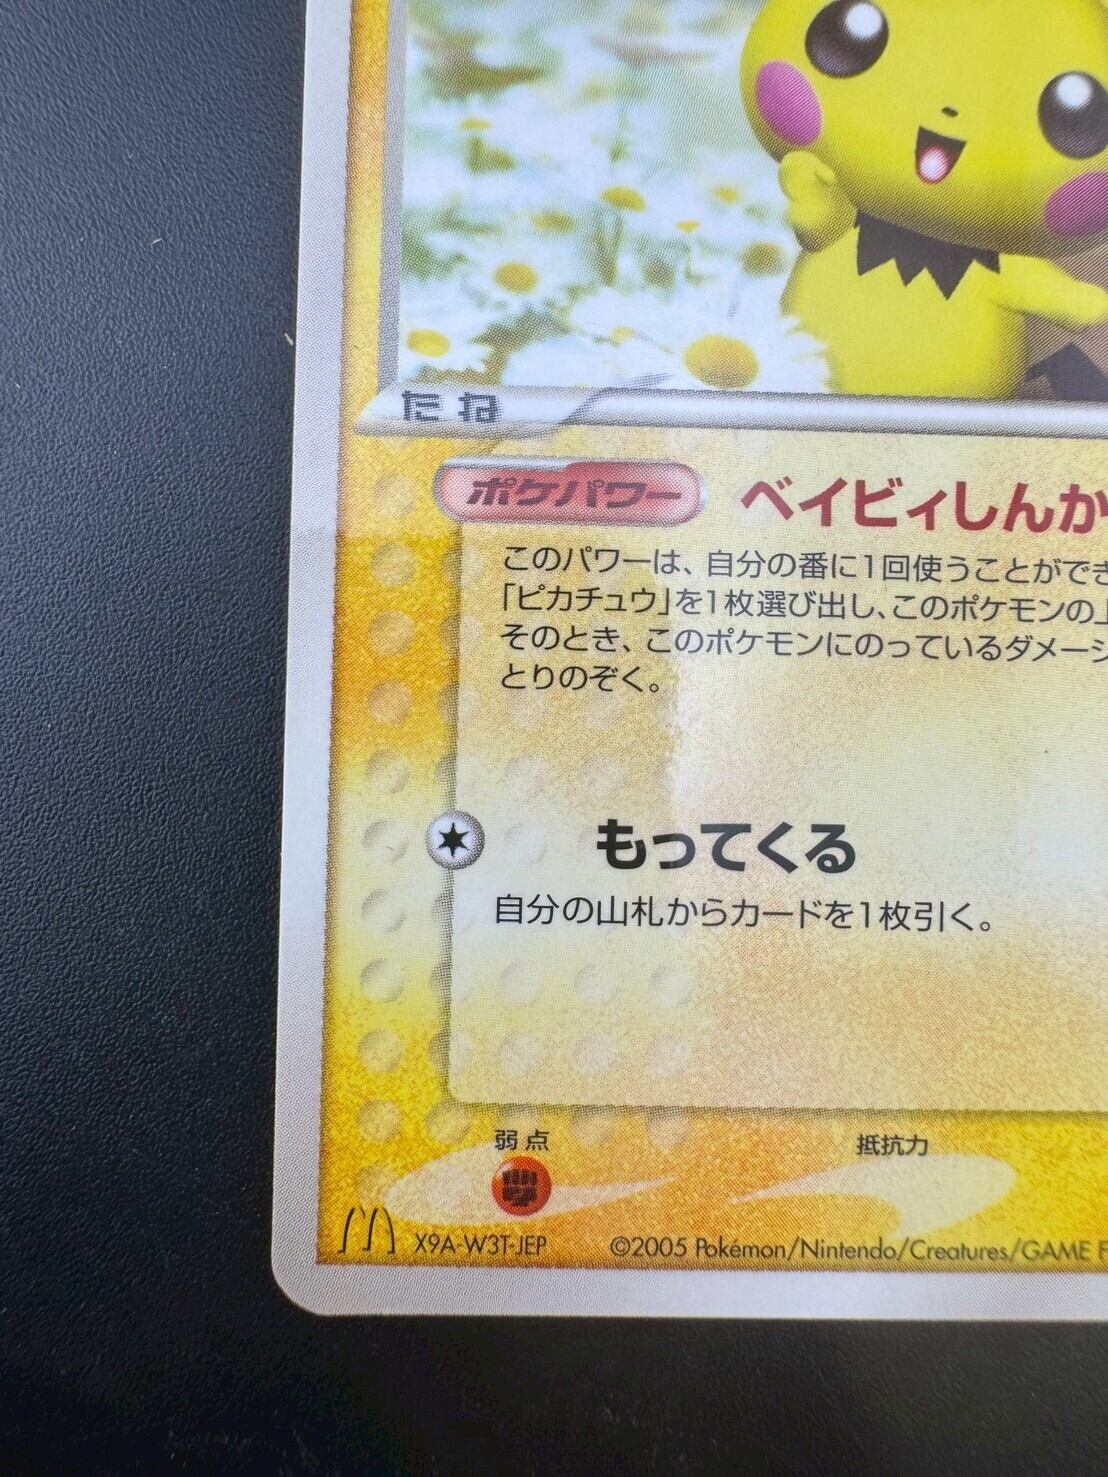 たね
ポケパワー ベイビィしんか
このパワーは、自分の番に1回使うことができ
「ピカチュウ」を1枚選び出し、このポケモンの上
そのとき、このポケモンにのっているダメージ
とりのぞく。
もってくる
自分の山札からカードを1枚引く。
弱点 抵抗力
X9A-W3T-JEP ©2005 Pokémon/Nintendo/Creatures/GAME F